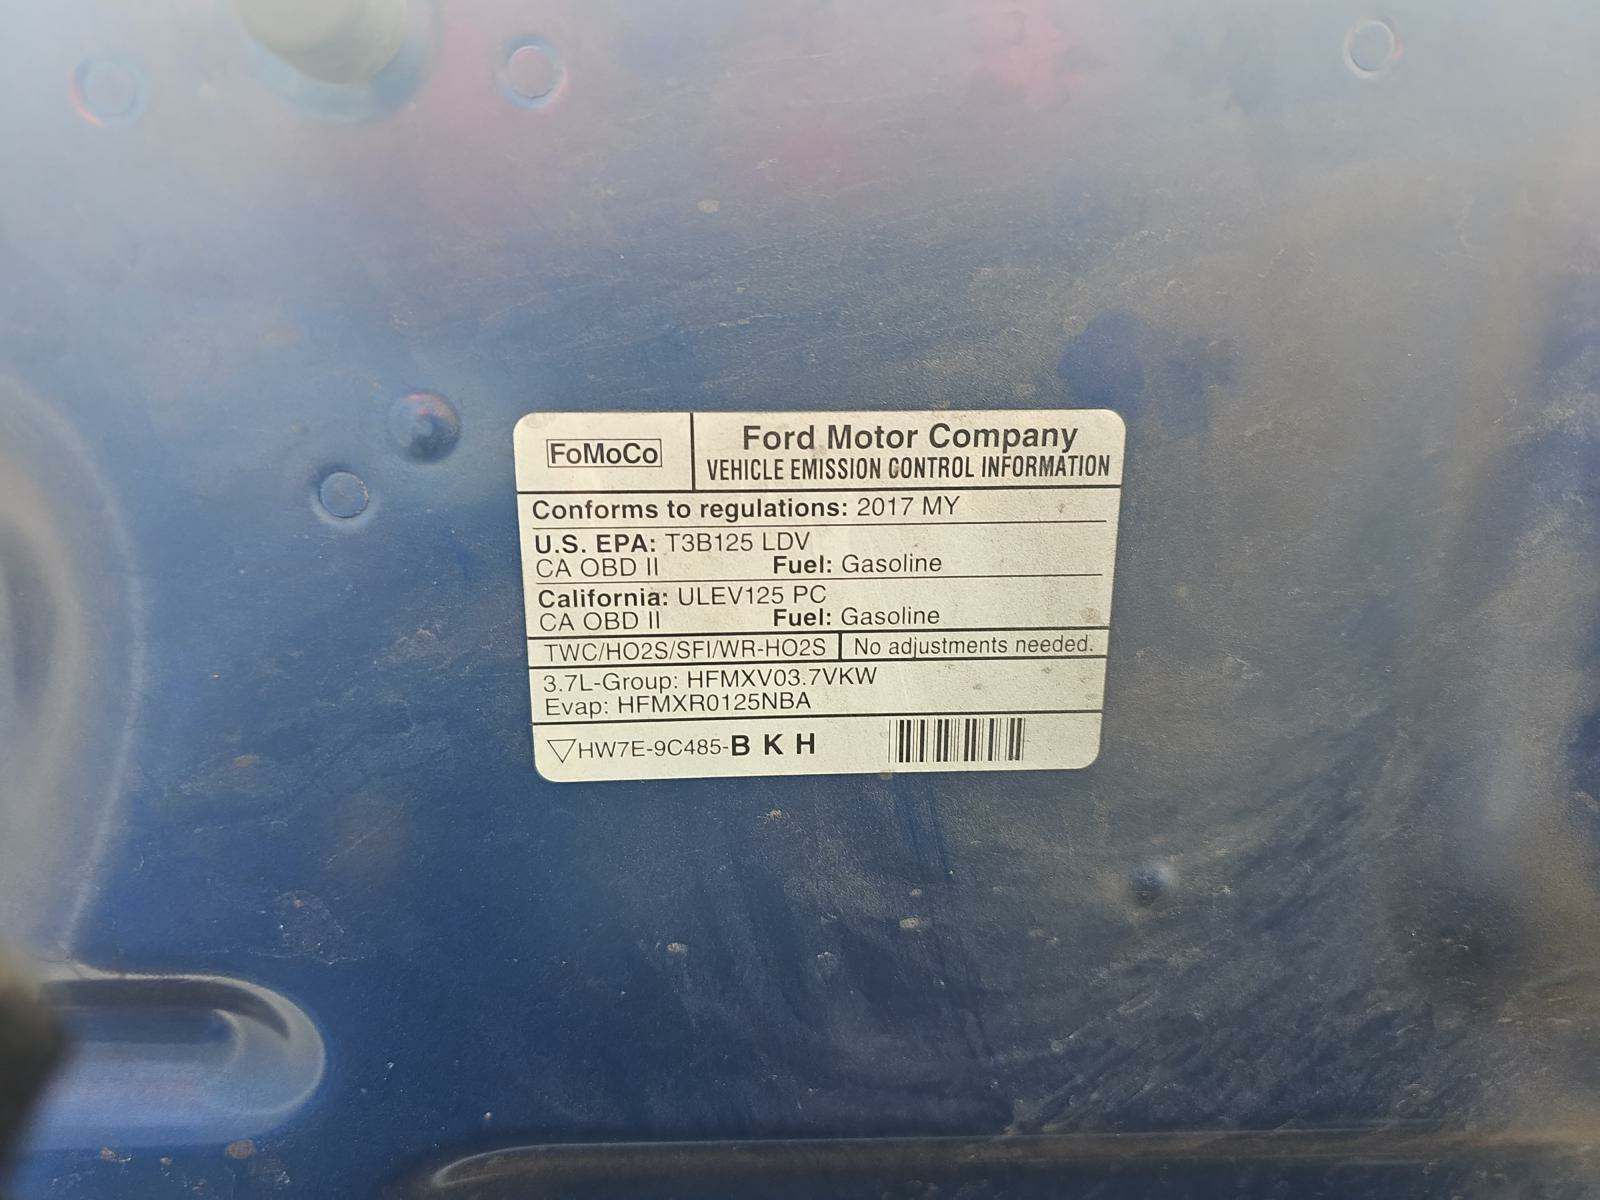 FoMoCo
Ford Motor Company
VEHICLE EMISSION CONTROL INFORMATION
Conforms to regulations: 2017 MY
U.S. EPA: T3B125 LDV
CA OBD II Fuel: Gasoline
California: ULEV125 PC
CA OBD II Fuel: Gasoline
TWC/HO2S/SFI/WR-HO2S No adjustments needed.
3.7L-Group: HFMXV03.7VKW
Evap: HFMXR0125NBA
▽HW7E-9C485-B K H